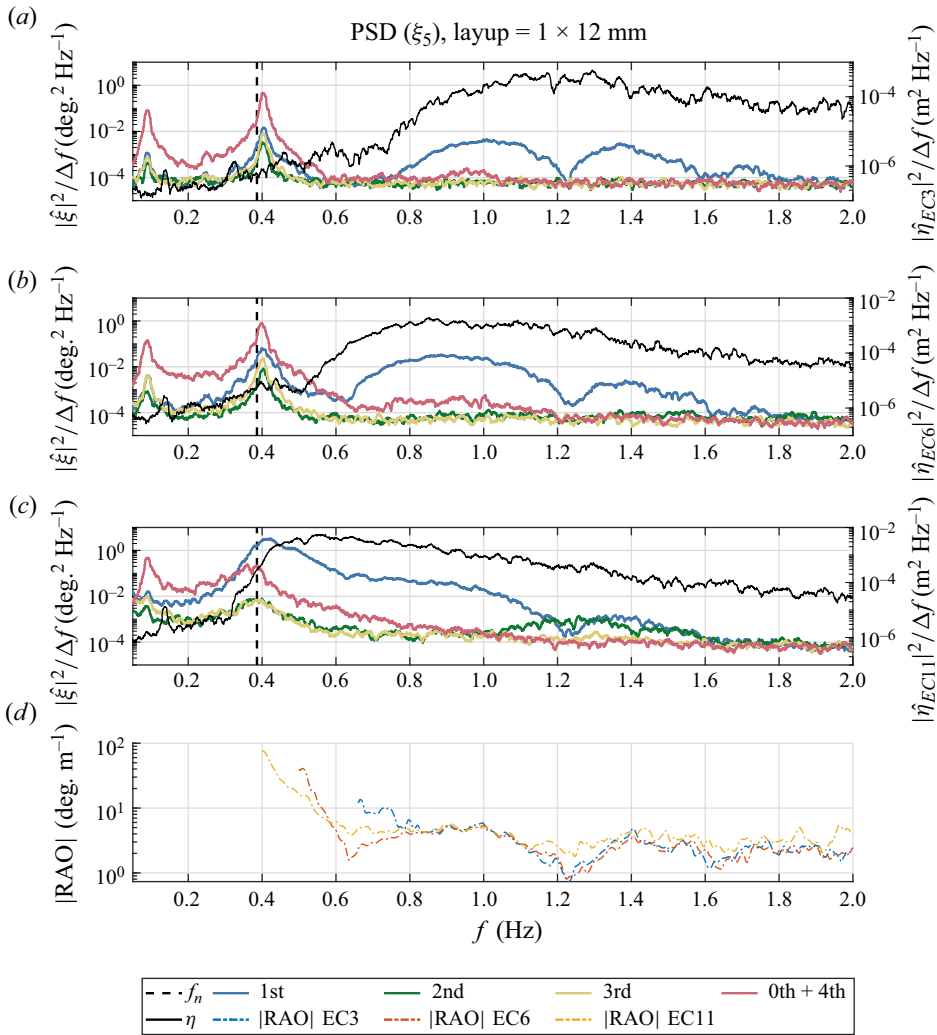 (a)
PSD (ξ₅), layup = 1 × 12 mm
|ξ̂|²/Δf (deg.² Hz⁻¹)
10⁰
10⁻²
10⁻⁴
10⁻⁴
10⁻⁶
|η̂_EC3|²/Δf (m² Hz⁻¹)
0.2 0.4 0.6 0.8 1.0 1.2 1.4 1.6 1.8 2.0
(b)
|ξ̂|²/Δf (deg.² Hz⁻¹)
10⁰
10⁻²
10⁻⁴
10⁻²
10⁻⁴
10⁻⁶
|η̂_EC6|²/Δf (m² Hz⁻¹)
0.2 0.4 0.6 0.8 1.0 1.2 1.4 1.6 1.8 2.0
(c)
|ξ̂|²/Δf (deg.² Hz⁻¹)
10⁰
10⁻²
10⁻⁴
10⁻²
10⁻⁴
10⁻⁶
|η̂_EC11|²/Δf (m² Hz⁻¹)
0.2 0.4 0.6 0.8 1.0 1.2 1.4 1.6 1.8 2.0
(d)
|RAO| (deg. m⁻¹)
10²
10¹
10⁰
0.2 0.4 0.6 0.8 1.0 1.2 1.4 1.6 1.8 2.0
f (Hz)
fₙ 1st 2nd 3rd 0th + 4th
η |RAO| EC3 |RAO| EC6 |RAO| EC11